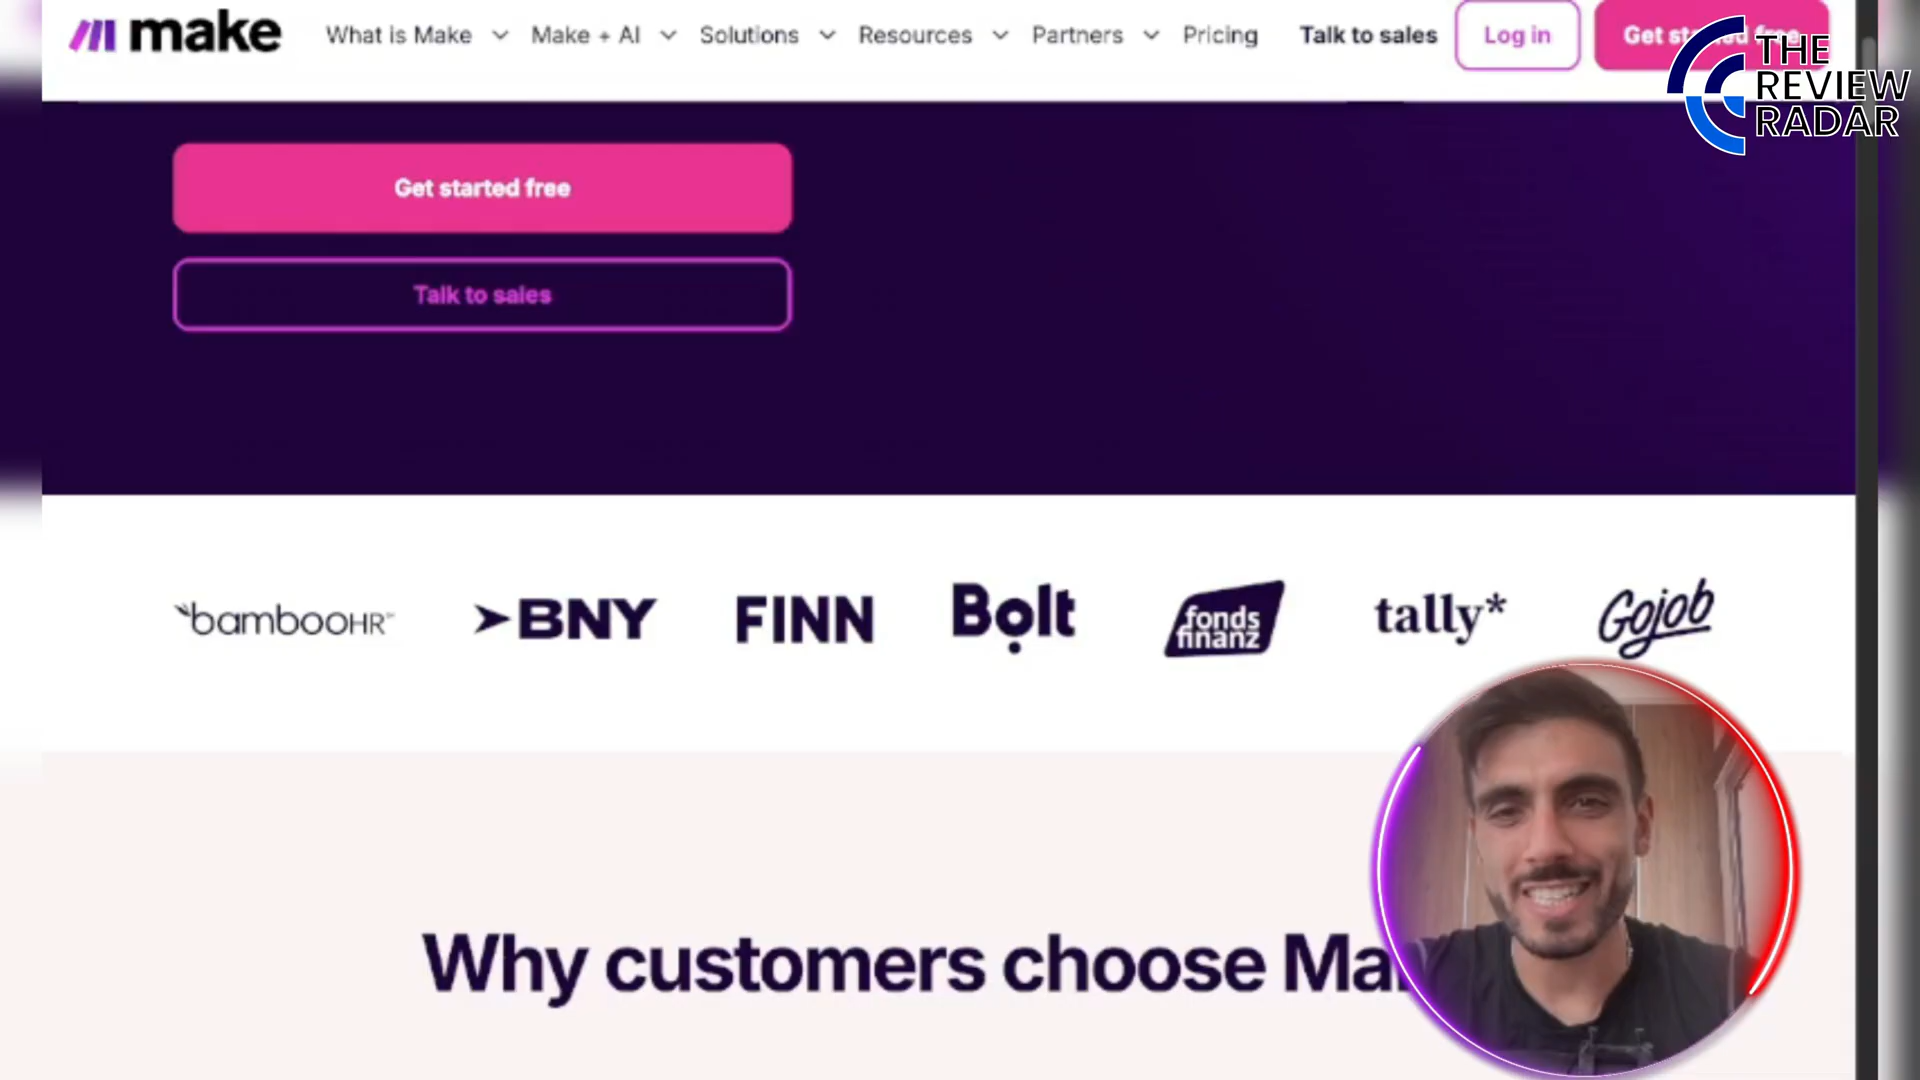 make
What is Make
Make + AI
Solutions
Resources
Partners
Pricing
Talk to sales
Log in
Get
THE
REVIEW
RADAR
Get started free
Talk to sales
bambooHR
BNY
FINN
Bolt
fonds
finanz
tally*
Gojob
Why customers choose